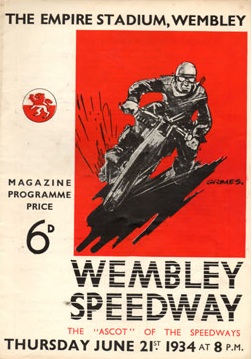 THE EMPIRE STADIUM, WEMBLEY
GRIMES.
MAGAZINE
PROGRAMME
PRICE
6D
WEMBLEY
SPEEDWAY
THE "ASCOT" OF THE SPEEDWAYS
THURSDAY JUNE 21ST 1934 AT 8 P.M.